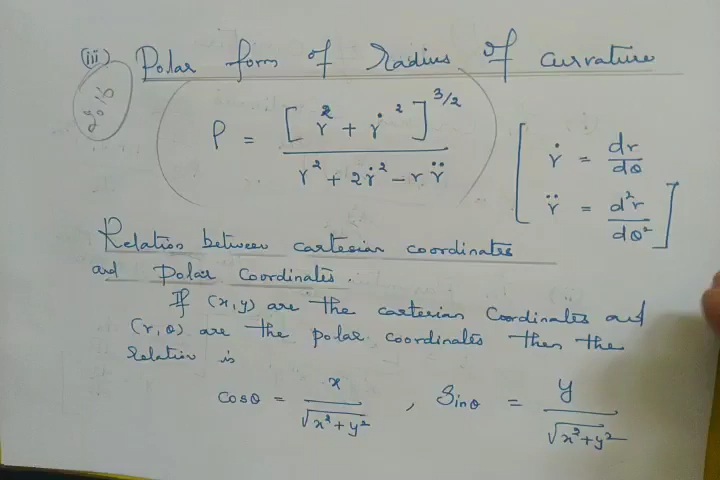 (iii) Polar form of Radius of Curvature
ρ = [r² + ṙ²]^3/2 / r² + 2ṙ² - r r̈
[ ṙ = dr/dθ
r̈ = d²r/dθ² ]
Relation between cartesian coordinates
and Polar Coordinates.
If (x,y) are the cartesian Coordinates and
(r,θ) are the polar coordinates then the
relation is
cosθ = x/√x²+y² , Sinθ = y/√x²+y²